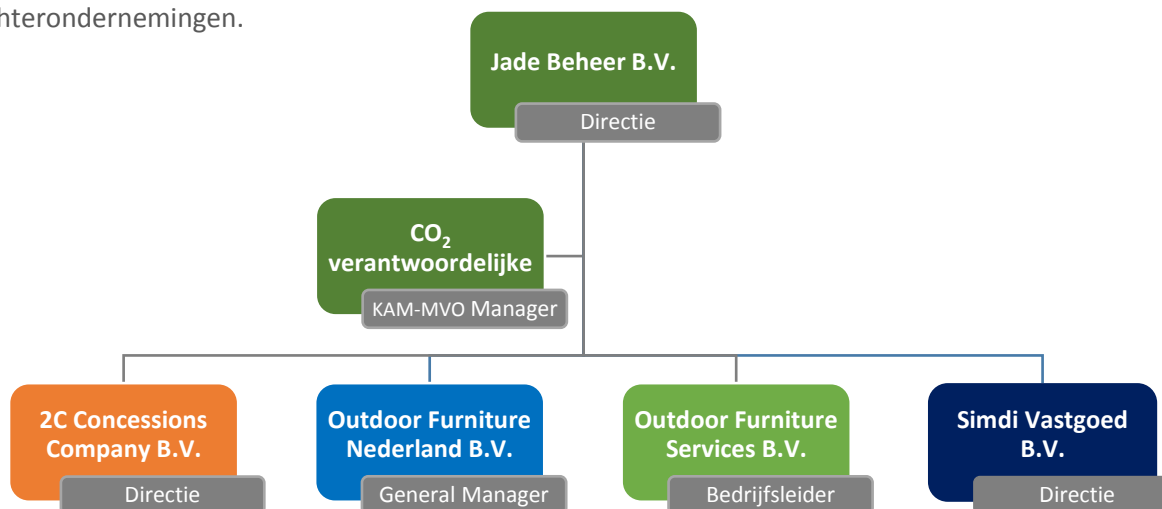 hterondernemingen.
Jade Beheer B.V.
Directie
CO₂
verantwoordelijke
KAM-MVO Manager
2C Concessions
Company B.V.
Directie
Outdoor Furniture
Nederland B.V.
General Manager
Outdoor Furniture
Services B.V.
Bedrijfsleider
Simdi Vastgoed
B.V.
Directie